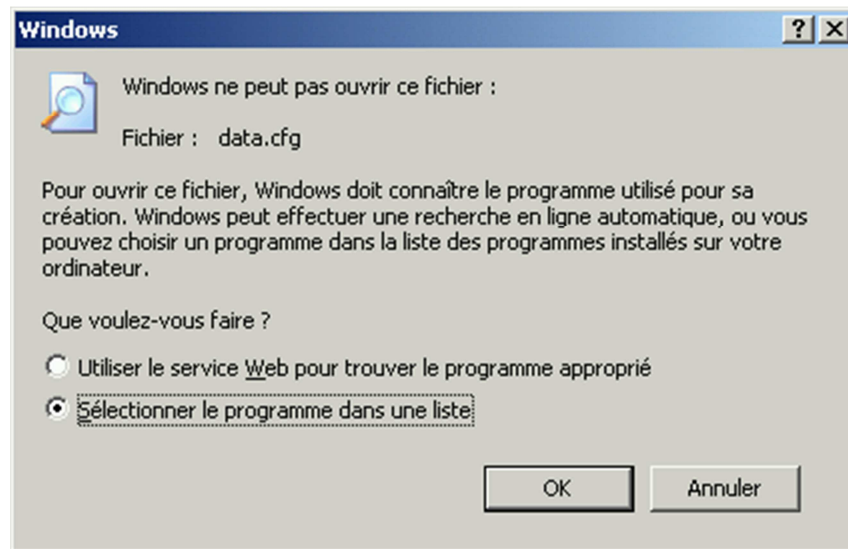 Windows
Windows ne peut pas ouvrir ce fichier :
Fichier : data.cfg
Pour ouvrir ce fichier, Windows doit connaître le programme utilisé pour sa
création. Windows peut effectuer une recherche en ligne automatique, ou vous
pouvez choisir un programme dans la liste des programmes installés sur votre
ordinateur.
Que voulez-vous faire ?
Utiliser le service Web pour trouver le programme approprié
Sélectionner le programme dans une liste
OK Annuler